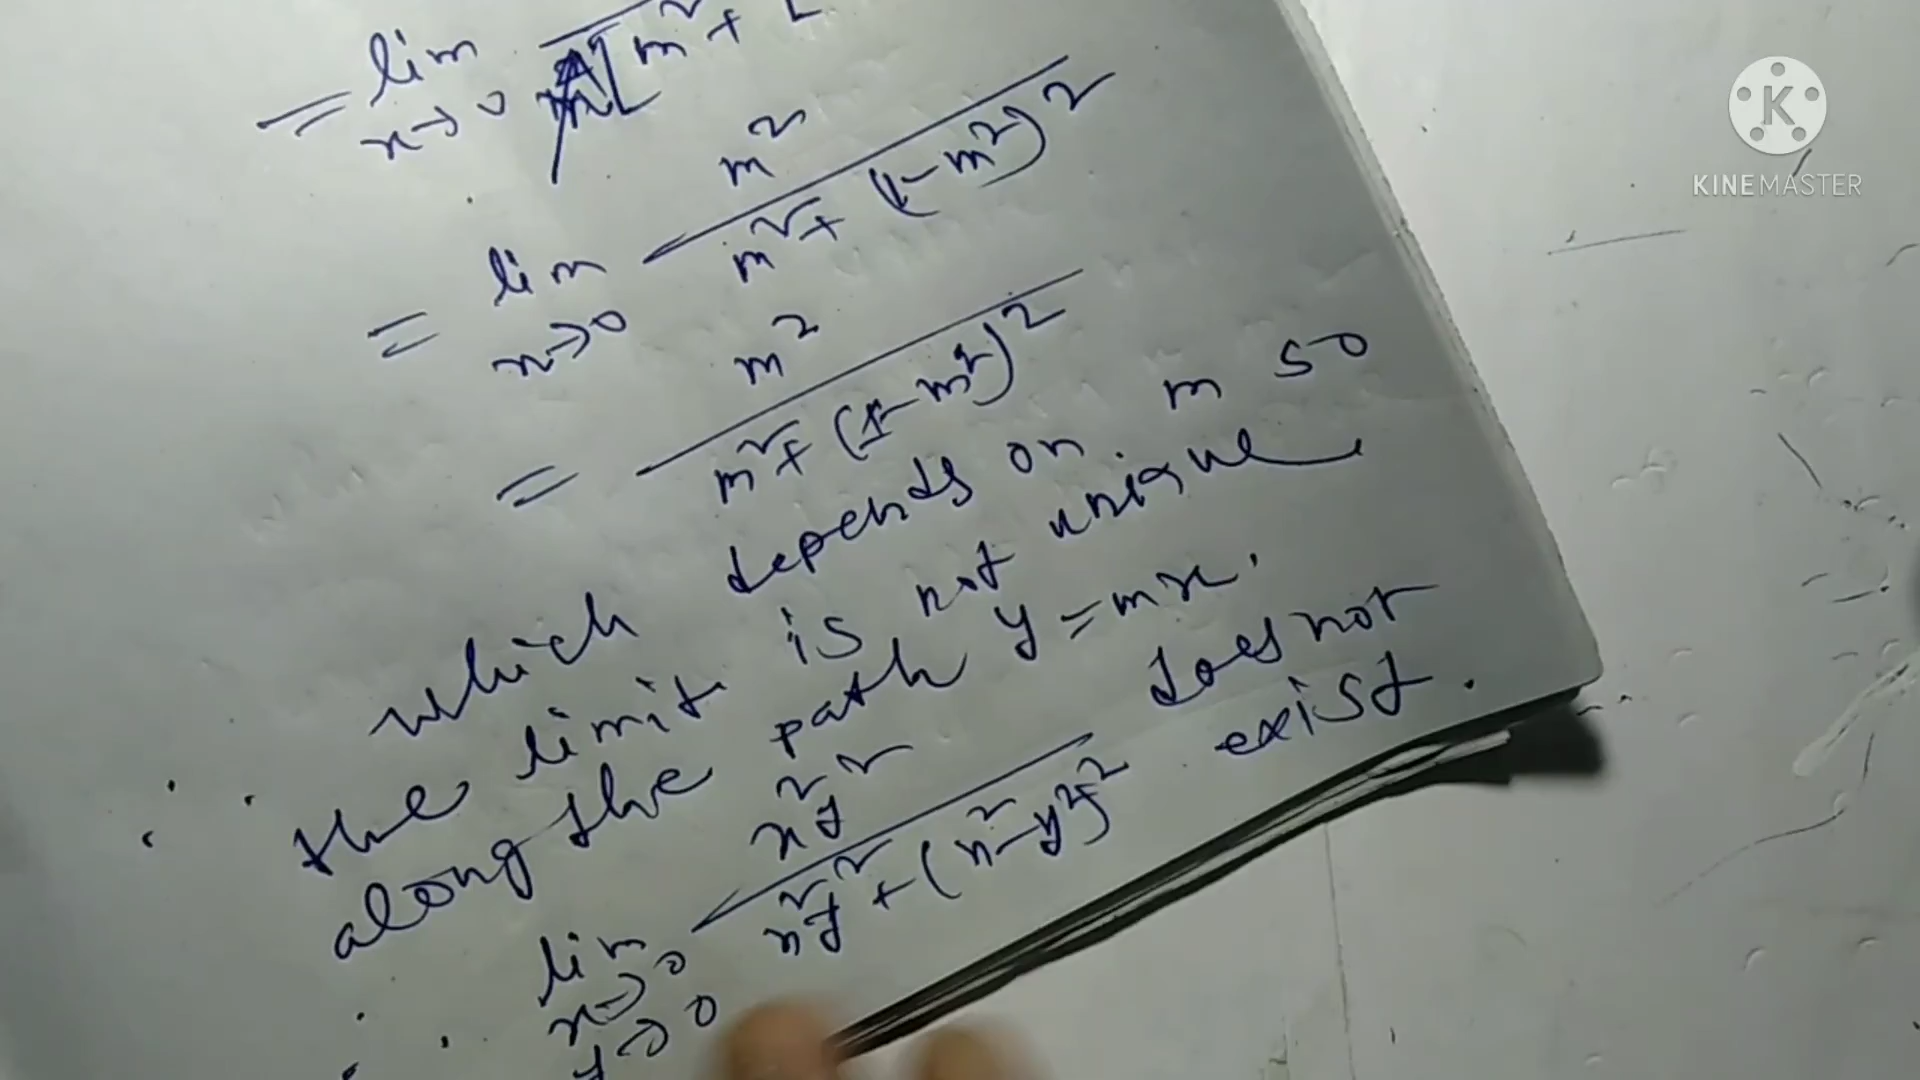 = lim x→0 [m² +
= lim x→0 m² / m² + (1-m²)²
= m² / m² + (1-m²)²
which depends on m so
the limit is not unique
along the path y = mx.
∴ lim x→0 y→0 x²y² / x²y² + (x²-y²)² does not exist.
KINEMASTER